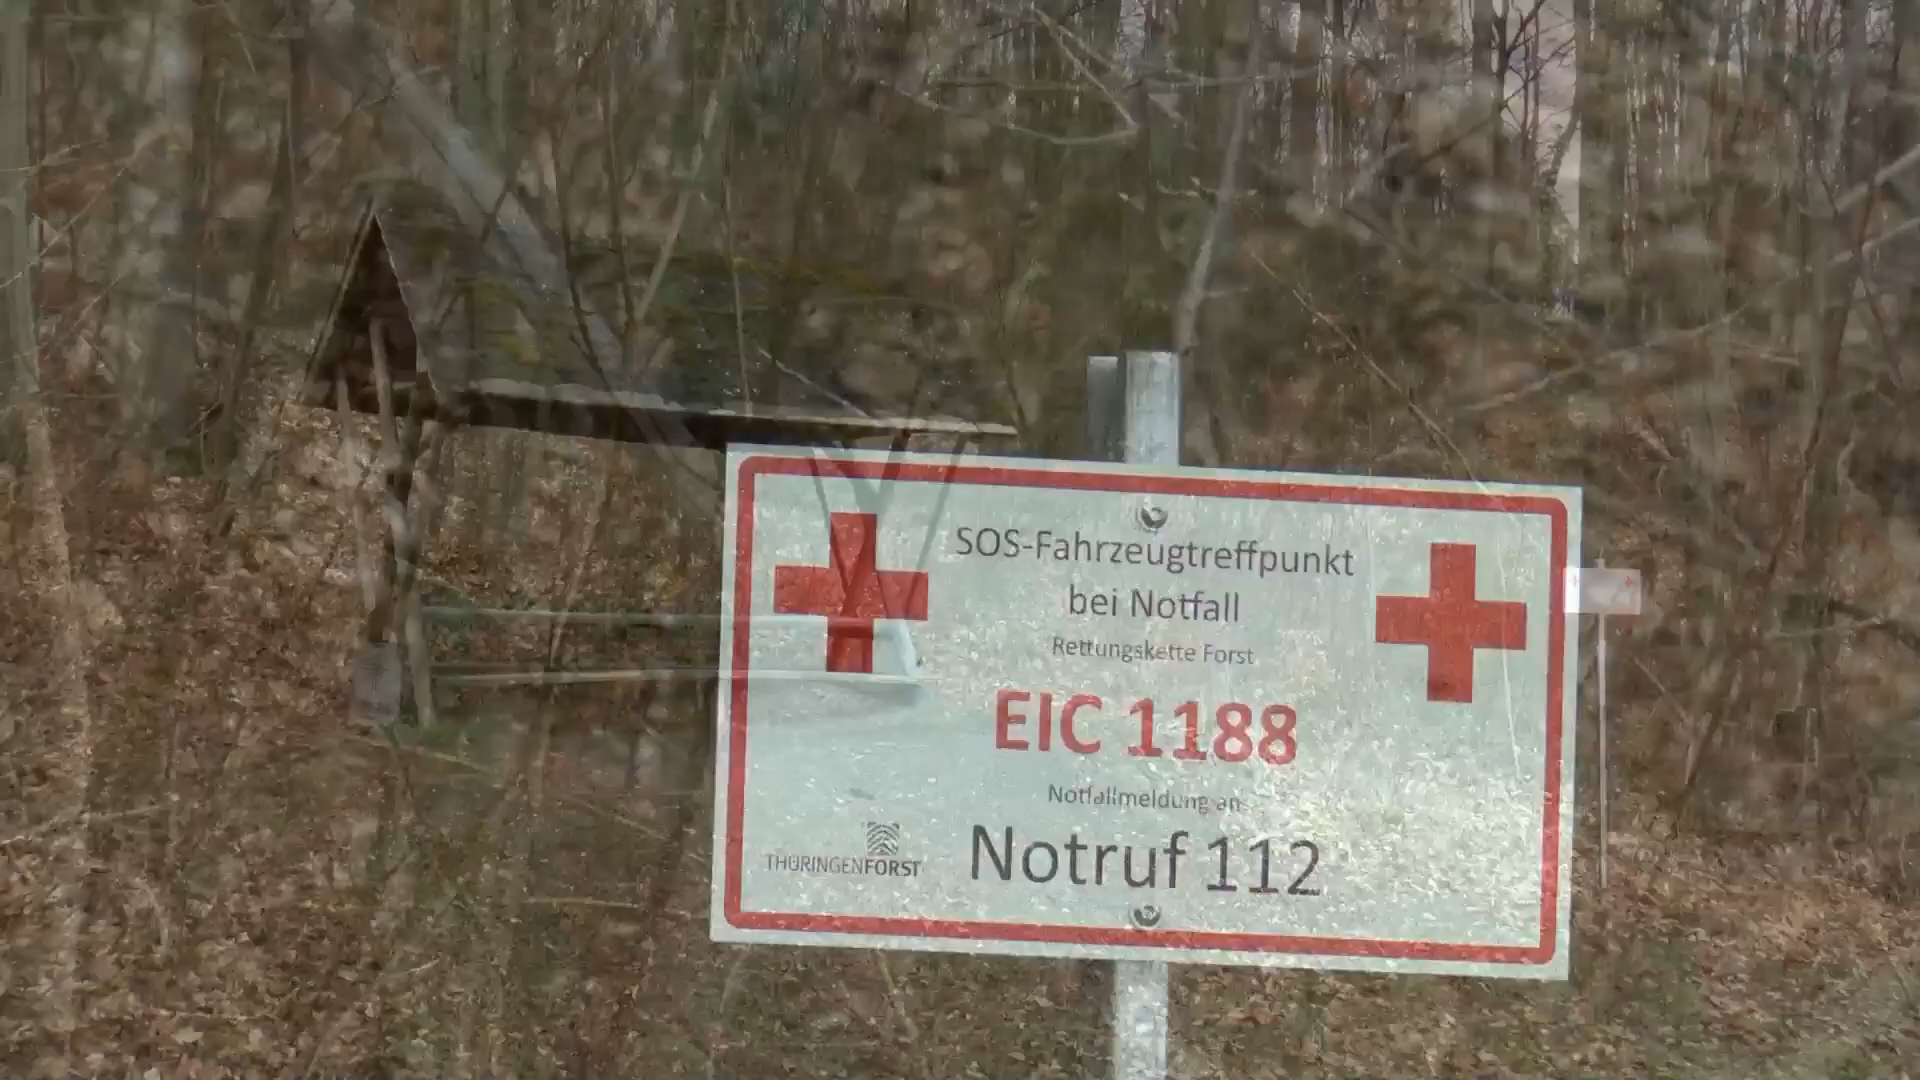 SOS-Fahrzeugtreffpunkt
bei Notfall
Rettungskette Forst
EIC 1188
Notfallmeldung an
Notruf 112
THÜRINGENFORST